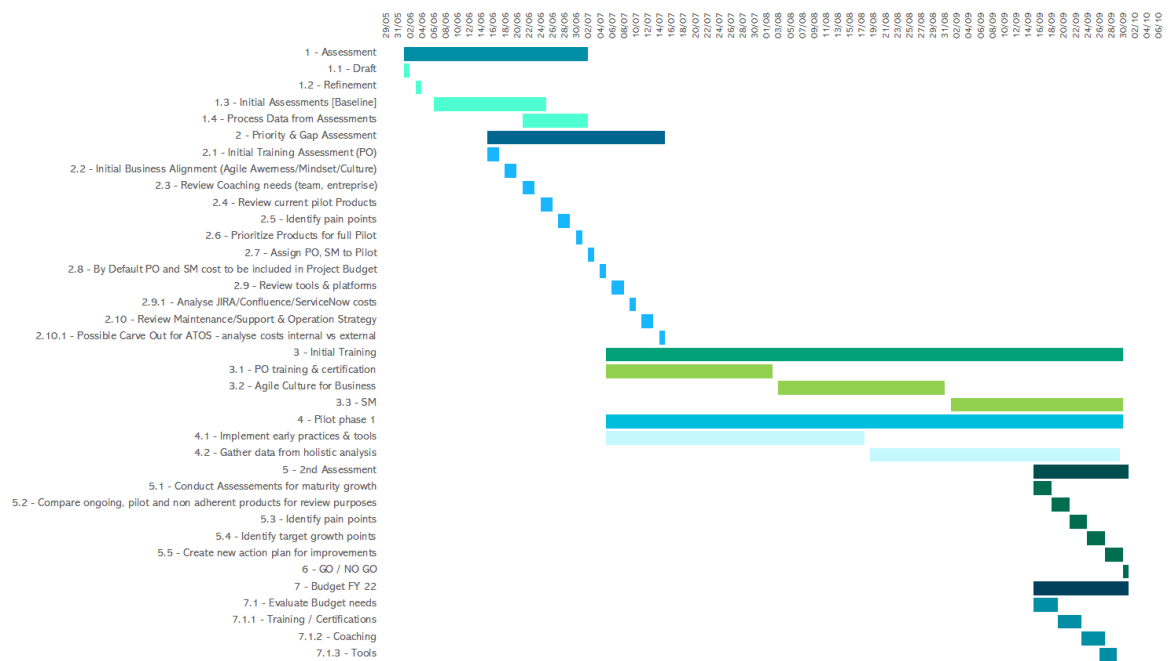 29/05
31/05
02/06
04/06
06/06
08/06
10/06
12/06
14/06
16/06
18/06
20/06
22/06
24/06
26/06
28/06
30/06
02/07
04/07
06/07
08/07
10/07
12/07
14/07
16/07
18/07
20/07
22/07
24/07
26/07
28/07
30/07
01/08
03/08
05/08
07/08
09/08
11/08
13/08
15/08
17/08
19/08
21/08
23/08
25/08
27/08
29/08
31/08
02/09
04/09
06/09
08/09
10/09
12/09
14/09
16/09
18/09
20/09
22/09
24/09
26/09
28/09
30/09
02/10
04/10
06/10
1 - Assessment
1.1 - Draft
1.2 - Refinement
1.3 - Initial Assessments [Baseline]
1.4 - Process Data from Assessments
2 - Priority & Gap Assessment
2.1 - Initial Training Assessment (PO)
2.2 - Initial Business Alignment (Agile Awerness/Mindset/Culture)
2.3 - Review Coaching needs (team, entreprise)
2.4 - Review current pilot Products
2.5 - Identify pain points
2.6 - Prioritize Products for full Pilot
2.7 - Assign PO, SM to Pilot
2.8 - By Default PO and SM cost to be included in Project Budget
2.9 - Review tools & platforms
2.9.1 - Analyse JIRA/Confluence/ServiceNow costs
2.10 - Review Maintenance/Support & Operation Strategy
2.10.1 - Possible Carve Out for ATOS - analyse costs internal vs external
3 - Initial Training
3.1 - PO training & certification
3.2 - Agile Culture for Business
3.3 - SM
4 - Pilot phase 1
4.1 - Implement early practices & tools
4.2 - Gather data from holistic analysis
5 - 2nd Assessment
5.1 - Conduct Assessments for maturity growth
5.2 - Compare ongoing, pilot and non adherent products for review purposes
5.3 - Identify pain points
5.4 - Identify target growth points
5.5 - Create new action plan for improvements
6 - GO / NO GO
7 - Budget FY 22
7.1 - Evaluate Budget needs
7.1.1 - Training / Certifications
7.1.2 - Coaching
7.1.3 - Tools